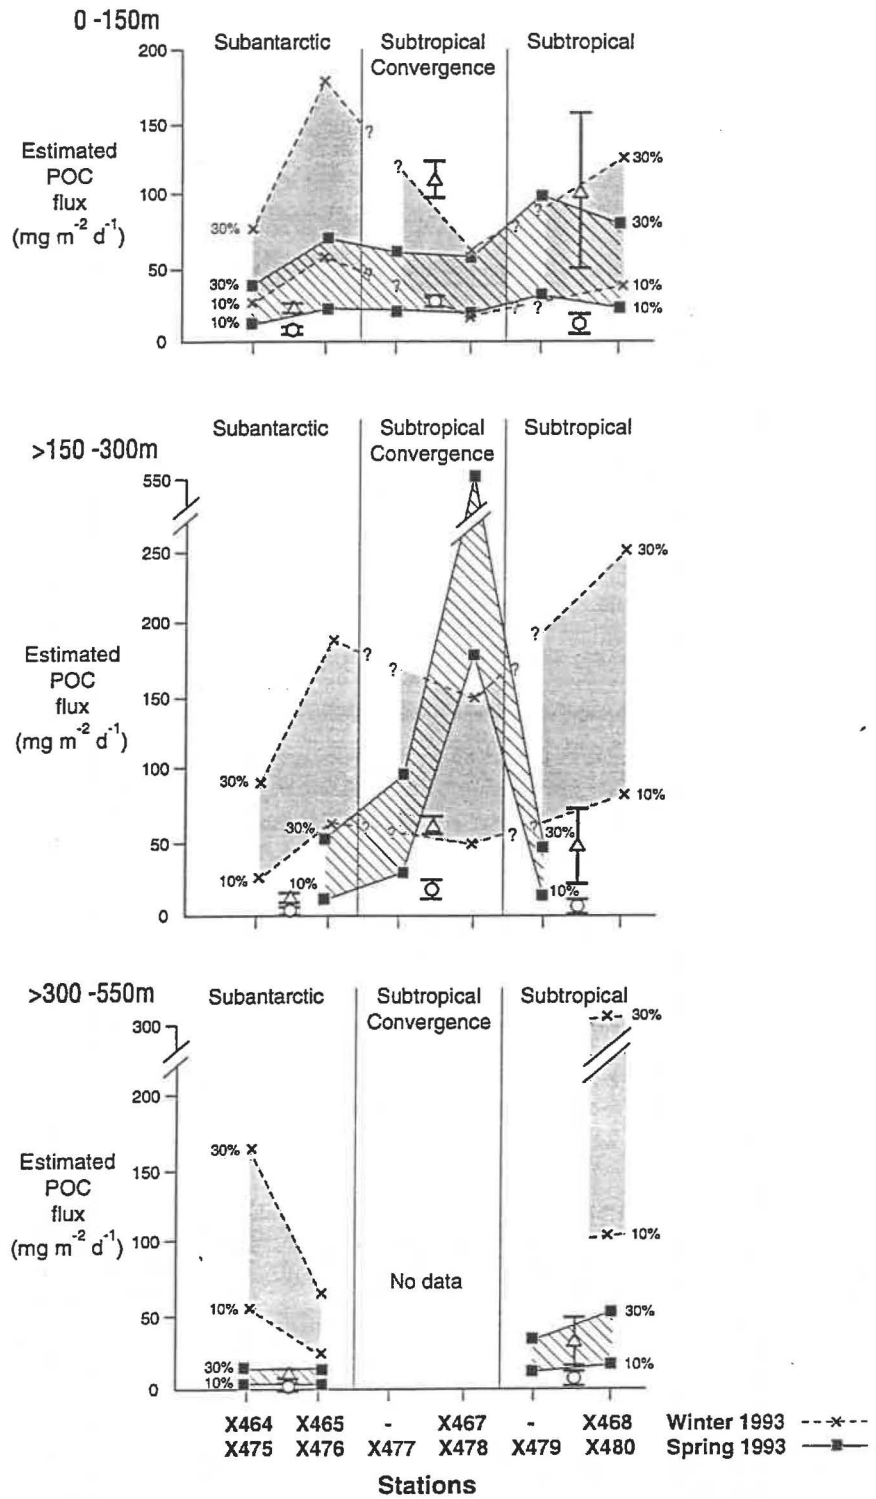 0 -150m
Subantarctic
Subtropical Convergence
Subtropical
Estimated
POC
flux
(mg m-2 d-1)
200
150
100
50
0
30%
30%
10%
10%
?
?
?
?
?
?
?
?
30%
30%
10%
10%
>150 -300m
Subantarctic
Subtropical Convergence
Subtropical
Estimated
POC
flux
(mg m-2 d-1)
550
250
200
150
100
50
0
30%
10%
30%
10%
?
?
?
?
?
?
?
?
30%
10%
30%
10%
>300 -550m
Subantarctic
Subtropical Convergence
Subtropical
Estimated
POC
flux
(mg m-2 d-1)
300
200
150
100
50
0
30%
10%
30%
10%
No data
30%
10%
30%
10%
X464 X465 - X467 - X468 Winter 1993
X475 X476 X477 X478 X479 X480 Spring 1993
Stations